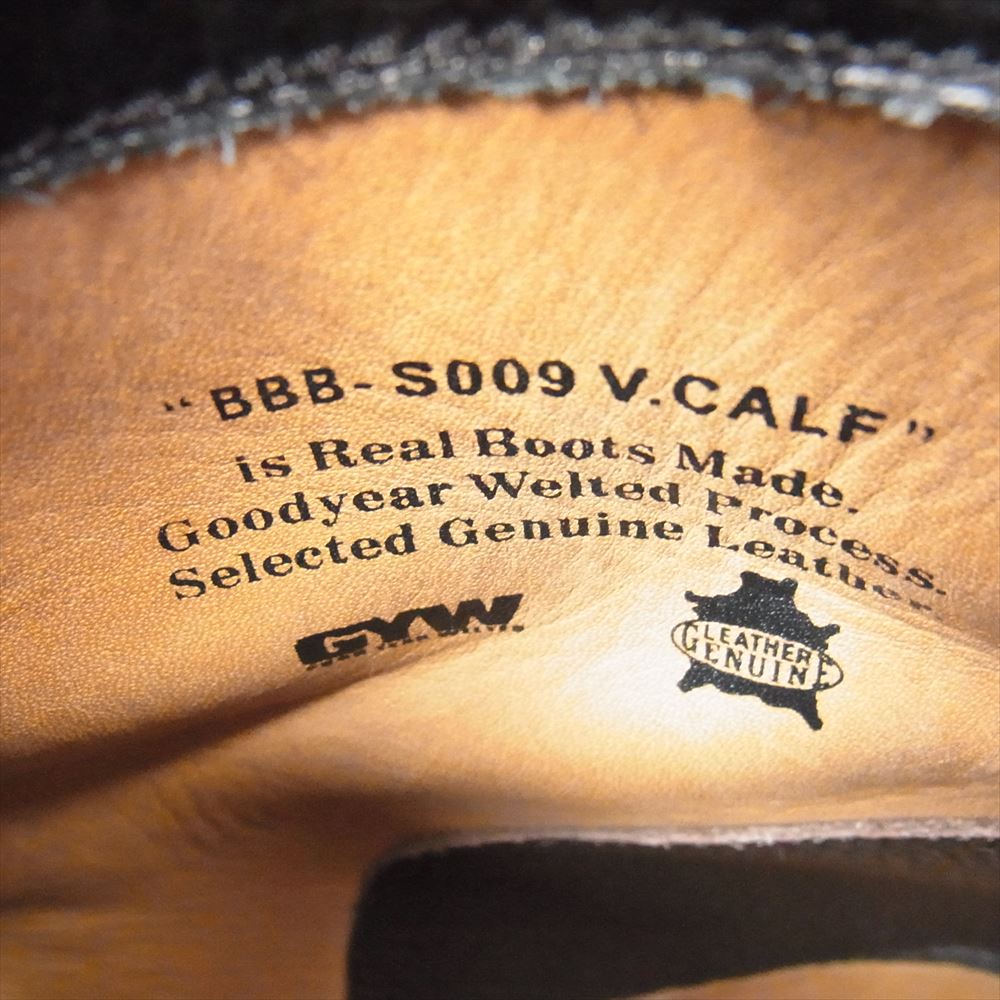 "BBB-S009 V.CALF"
is Real Boots Made.
Goodyear Welted Process.
Selected Genuine Leather.
GYW
LEATHER
GENUINE